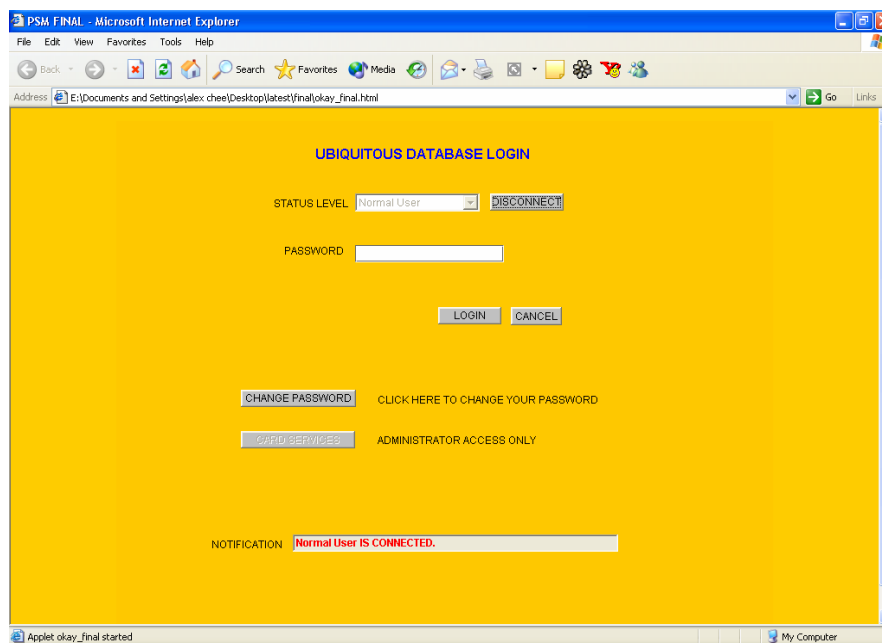 PSM FINAL - Microsoft Internet Explorer
File Edit View Favorites Tools Help
Back Search Favorites Media
Address E:\Documents and Settings\alex chee\Desktop\latest\final\okay_final.html Go Links
UBIQUITOUS DATABASE LOGIN
STATUS LEVEL Normal User DISCONNECT
PASSWORD
LOGIN CANCEL
CHANGE PASSWORD CLICK HERE TO CHANGE YOUR PASSWORD
CARD SERVICES ADMINISTRATOR ACCESS ONLY
NOTIFICATION Normal User IS CONNECTED.
Applet okay_final started My Computer